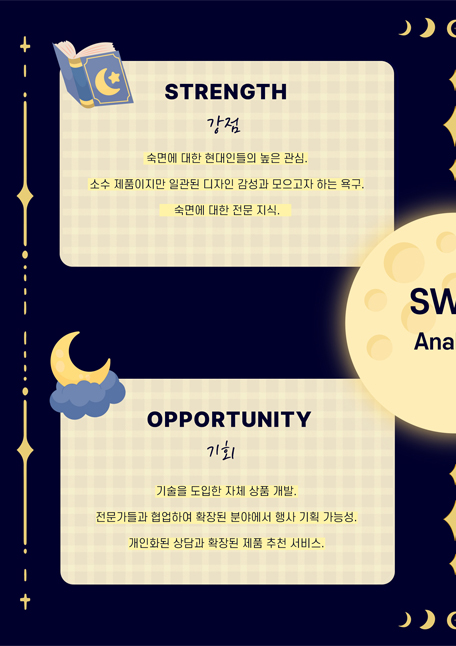 STRENGTH
강점
숙면에 대한 현대인들의 높은 관심.
소수 제품이지만 일관된 디자인 감성과 모으고자 하는 욕구.
숙면에 대한 전문 지식.
SW
Anal
OPPORTUNITY
기회
기술을 도입한 자체 상품 개발.
전문가들과 협업하여 확장된 분야에서 행사 기획 가능성.
개인화된 상담과 확장된 제품 추천 서비스.